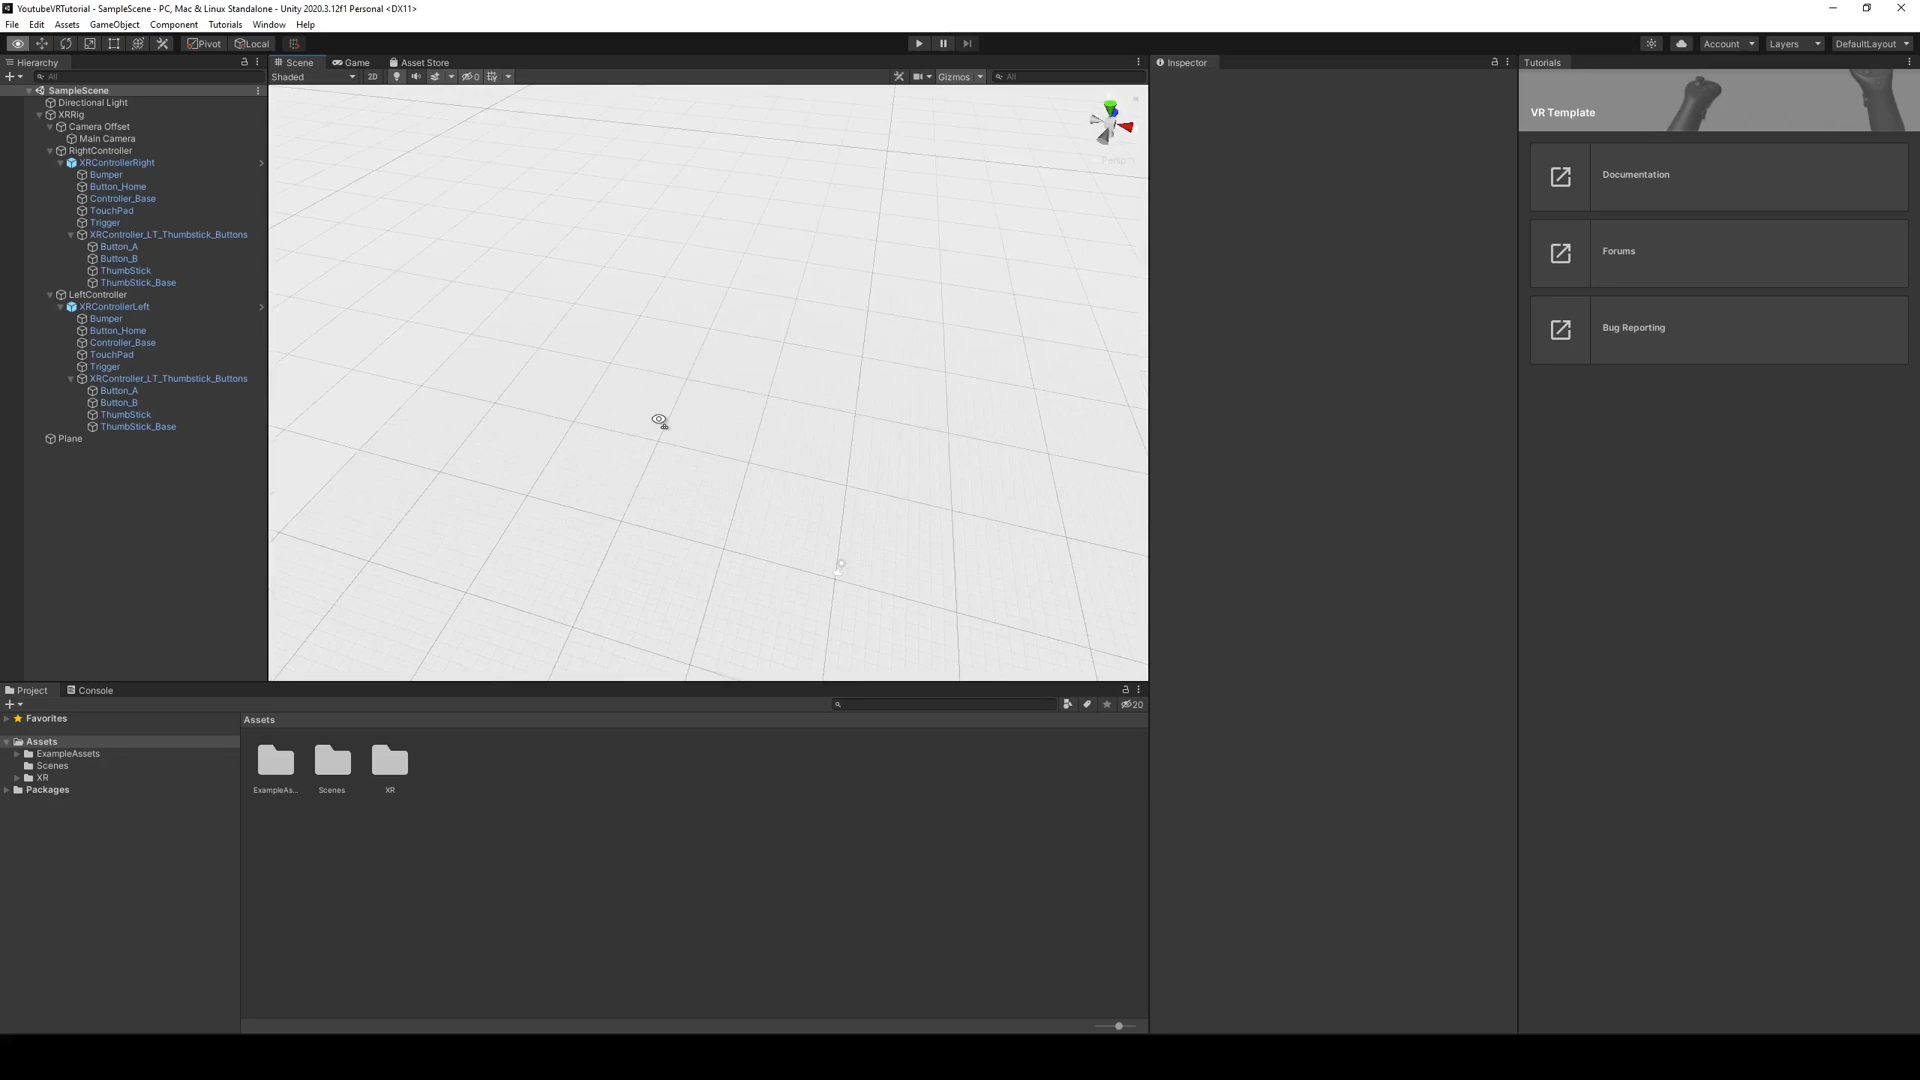 YoutubeVRTutorial - SampleScene - PC, Mac & Linux Standalone - Unity 2020.3.12f1 Personal <DX11>
File Edit Assets GameObject Component Tutorials Window Help
Pivot Local Account Layers DefaultLayout
Hierarchy
All
SampleScene
Directional Light
XRRig
Camera Offset
Main Camera
RightController
XRControllerRight
Bumper
Button_Home
Controller_Base
TouchPad
Trigger
XRController_LT_Thumbstick_Buttons
Button_A
Button_B
ThumbStick
ThumbStick_Base
LeftController
XRControllerLeft
Bumper
Button_Home
Controller_Base
TouchPad
Trigger
XRController_LT_Thumbstick_Buttons
Button_A
Button_B
ThumbStick
ThumbStick_Base
Plane
Scene Game Asset Store
Shaded 2D 0 Gizmos All
Persp
Inspector
Tutorials
VR Template
Documentation
Forums
Bug Reporting
Project Console
20
Favorites
Assets
ExampleAssets
Scenes
XR
Packages
Assets
ExampleAs... Scenes XR